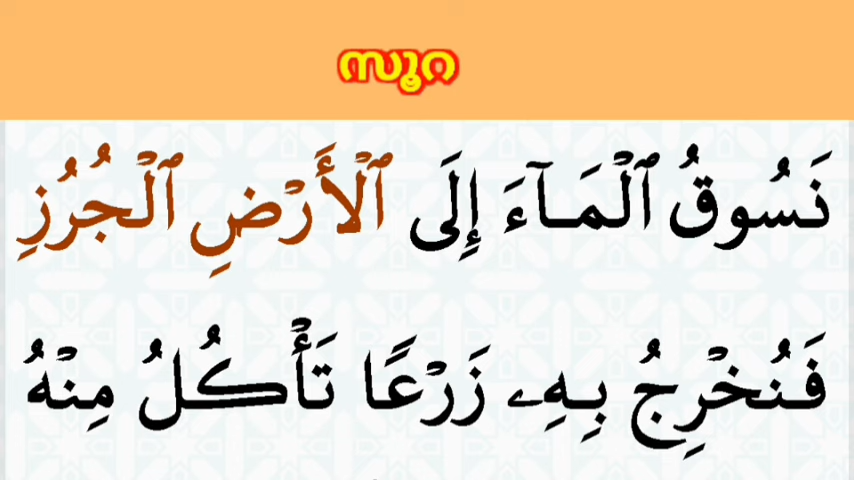 സൂറ
نَسُوقُ ٱلْمَآءَ إِلَى ٱلْأَرْضِ ٱلْجُرُزِ
فَنُخْرِجُ بِهِۦ زَرْعًا تَأْكُلُ مِنْهُ